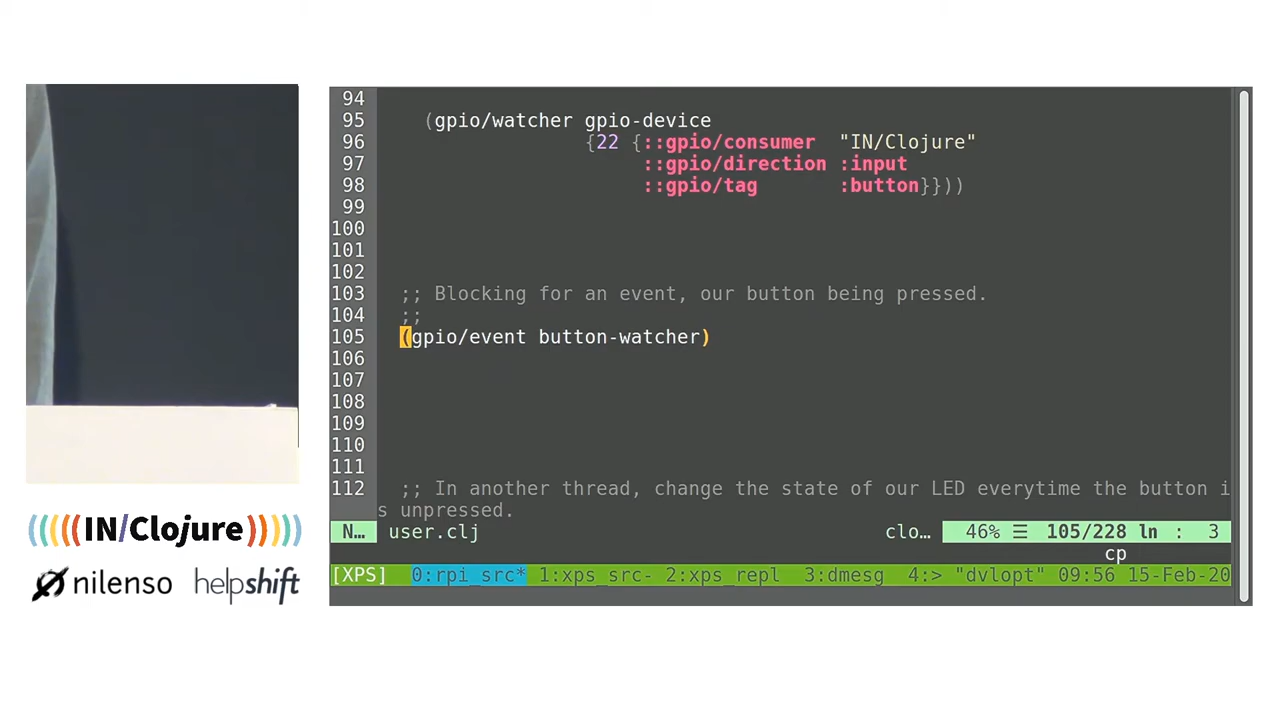 94
95 (gpio/watcher gpio-device
96 {22 {::gpio/consumer "IN/Clojure"
97 ::gpio/direction :input
98 ::gpio/tag :button}}))
99
100
101
102
103 ;; Blocking for an event, our button being pressed.
104 ;;
105 (gpio/event button-watcher)
106
107
108
109
110
111
112 ;; In another thread, change the state of our LED everytime the button i
s unpressed.
N… user.clj clo… 46% ☰ 105/228 ln : 3
cp
[XPS] 0:rpi_src* 1:xps_src- 2:xps_repl 3:dmesg 4:> "dvlopt" 09:56 15-Feb-20
(((((IN/Clojure)))))
nilenso helpshift